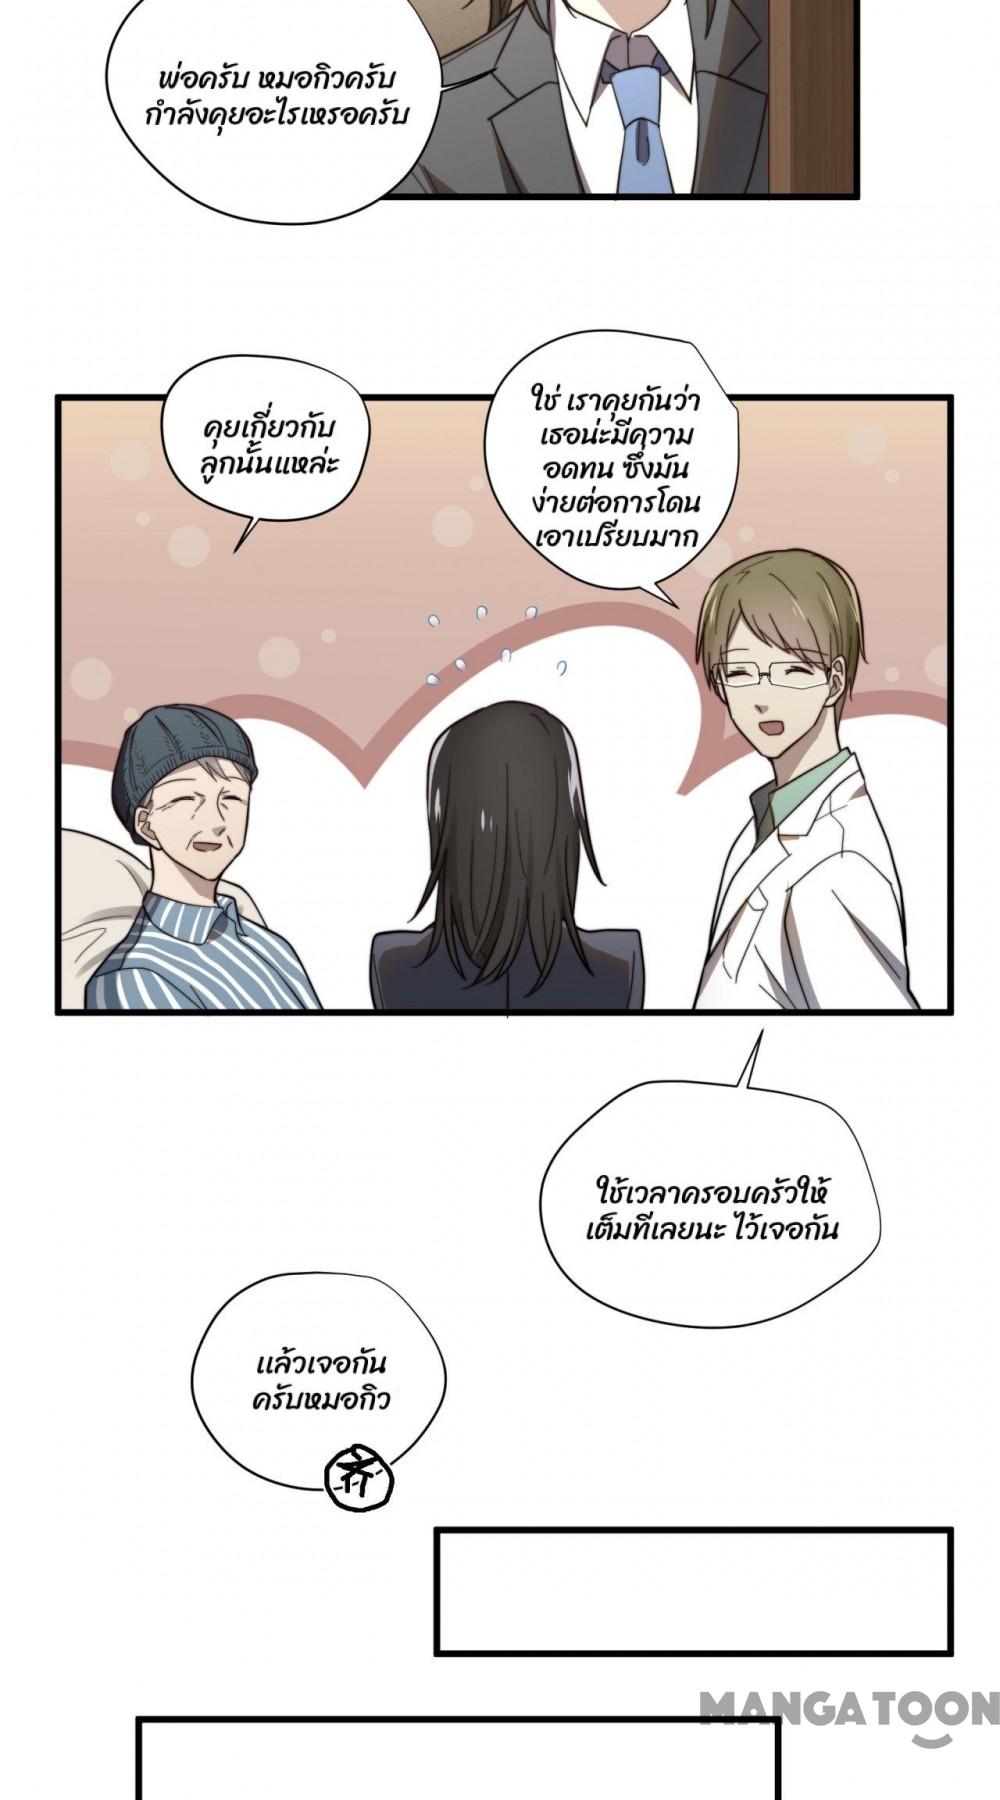 พ่อครับ หมอกิวครับ
กำลังคุยอะไรเหรอครับ
คุยเกี่ยวกับ
ลูกนั้นแหล่ะ
ใช่ เราคุยกันว่า
เธอน่ะมีความ
อดทน ซึ่งมัน
ง่ายต่อการโดน
เอาเปรียบมาก
ใช้เวลาครอบครัวให้
เต็มที่เลยนะ ไว้เจอกัน
แล้วเจอกัน
ครับหมอกิว
齐
MANGATOON